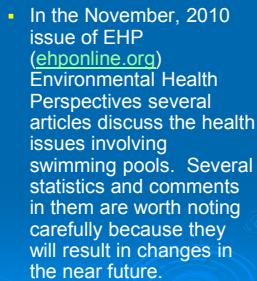 ▪ In the November, 2010
issue of EHP
(ehponline.org)
Environmental Health
Perspectives several
articles discuss the health
issues involving
swimming pools.  Several
statistics and comments
in them are worth noting
carefully because they
will result in changes in
the near future.